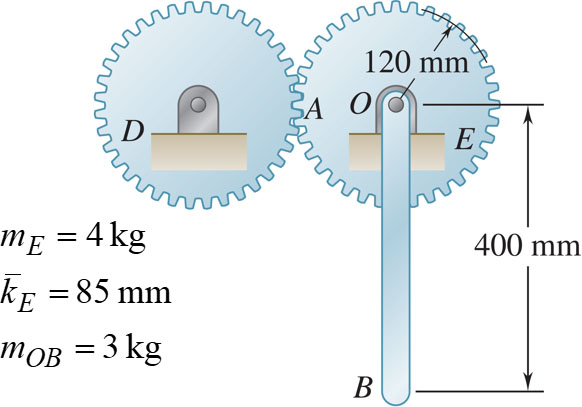 120 mm
A
O
D
E
m_E = 4 kg
400 mm
k̄_E = 85 mm
m_OB = 3 kg
B